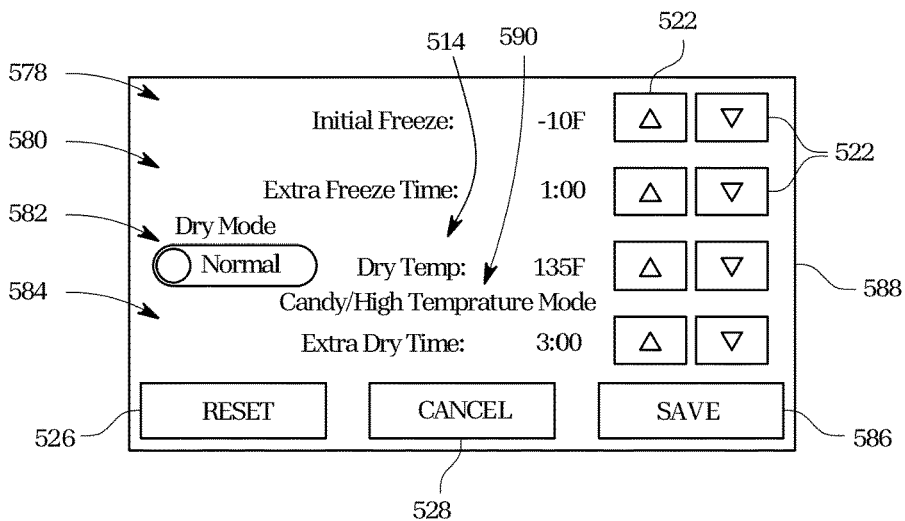 514
590
522
578
Initial Freeze: -10F
580
522
Extra Freeze Time: 1:00
582
Dry Mode
Normal
Dry Temp: 135F
588
584
Candy/High Temprature Mode
Extra Dry Time: 3:00
RESET CANCEL SAVE
526
586
528